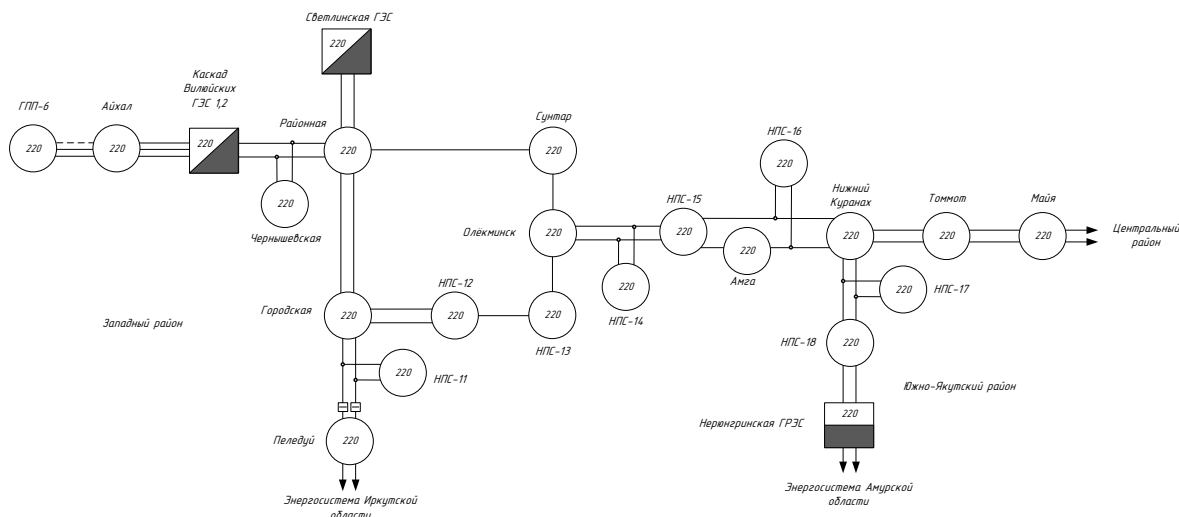 Светлинская ГЭС
220
Каскад
Вилюйских
ГЭС 1,2
ГПП-6
Айхал
Районная
Сунтар
НПС-16
220
220
220
220
220
220
НПС-15
Нижний
Куранах
Томмот
Майя
Чернышевская
220
Олёкминск
220
220
220
220
220
Центральный
район
220
Амга
220
НПС-14
220
НПС-17
НПС-12
Городская
220
220
220
НПС-13
Западный район
НПС-18
220
220
НПС-11
Южно-Якутский район
Нерюнгринская ГРЭС
220
Пеледуй
220
Энергосистема Иркутской
области
Энергосистема Амурской
области